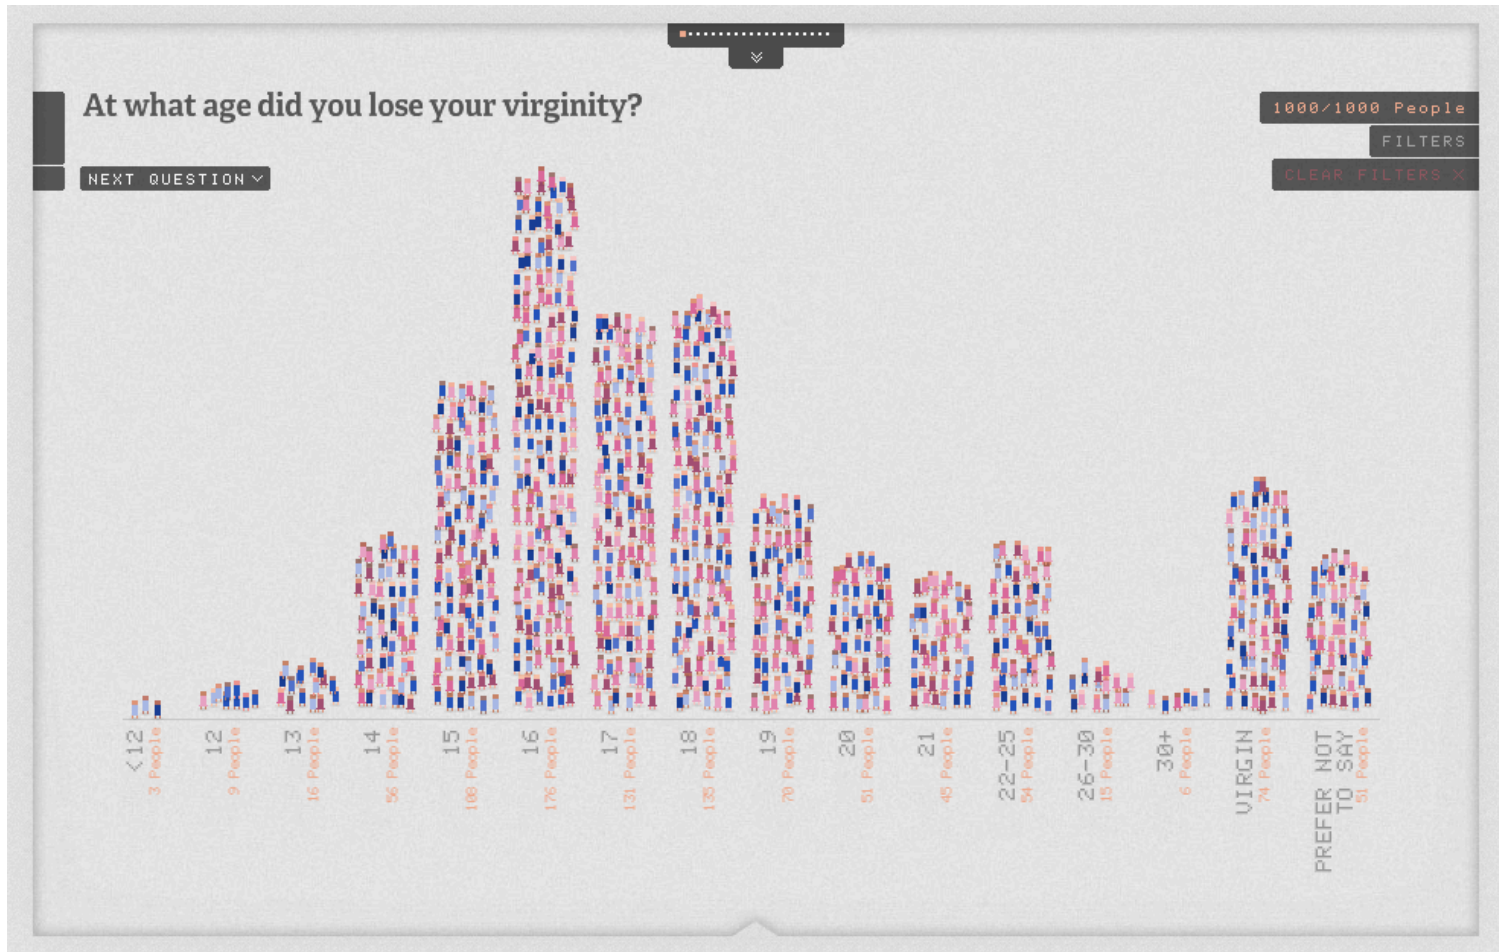 At what age did you lose your virginity?
1000/1000 People
FILTERS
CLEAR FILTERS X
NEXT QUESTION
<12
3 People
12
9 People
13
16 People
14
56 People
15
108 People
16
176 People
17
131 People
18
135 People
19
70 People
20
51 People
21
45 People
22-25
54 People
26-30
15 People
30+
6 People
VIRGIN
74 People
PREFER NOT
TO SAY
51 People